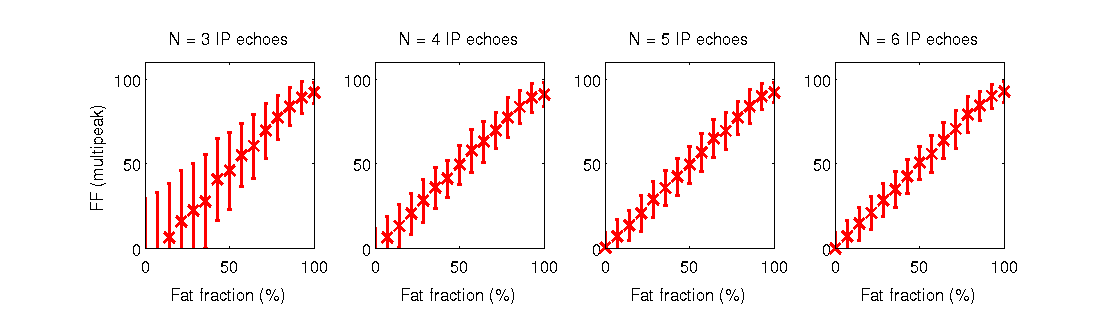 N = 3 IP echoes
N = 4 IP echoes
N = 5 IP echoes
N = 6 IP echoes
FF (multipeak)
100
50
0
0 50 100
Fat fraction (%)
100
50
0
0 50 100
Fat fraction (%)
100
50
0
0 50 100
Fat fraction (%)
100
50
0
0 50 100
Fat fraction (%)